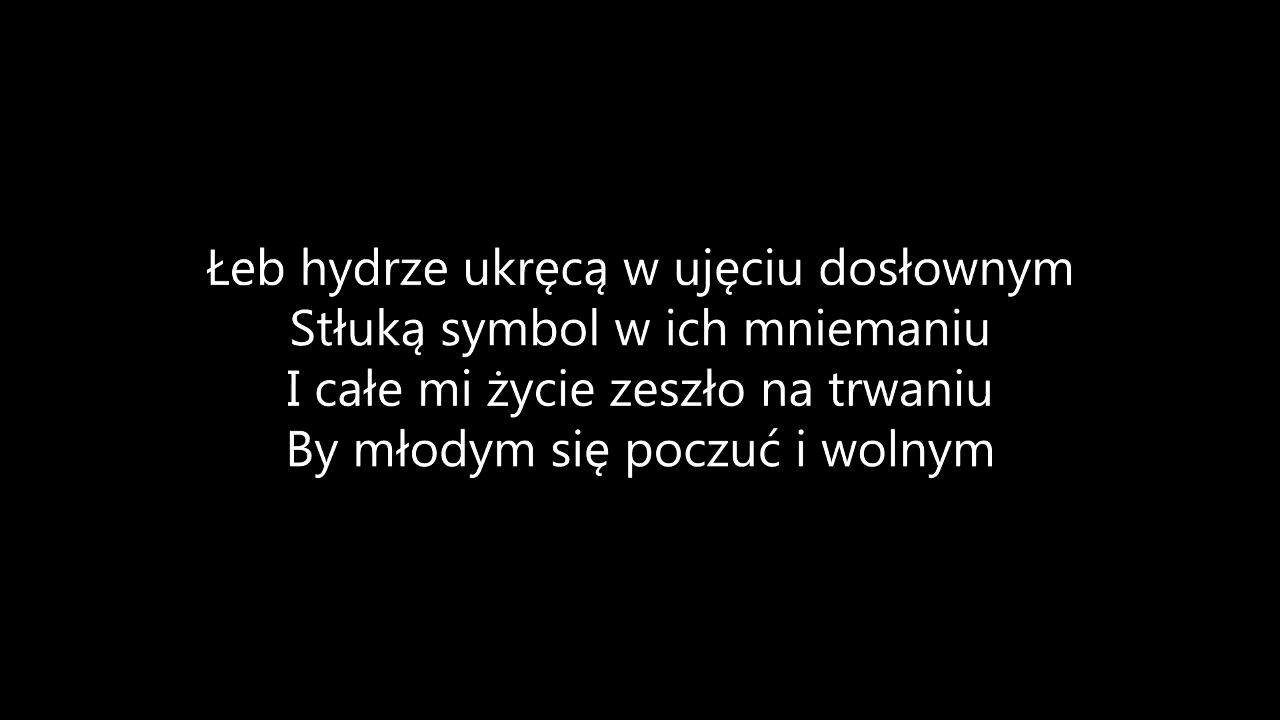 Łeb hydrze ukręcą w ujęciu dosłownym
Stłuką symbol w ich mniemaniu
I całe mi życie zeszło na trwaniu
By młodym się poczuć i wolnym